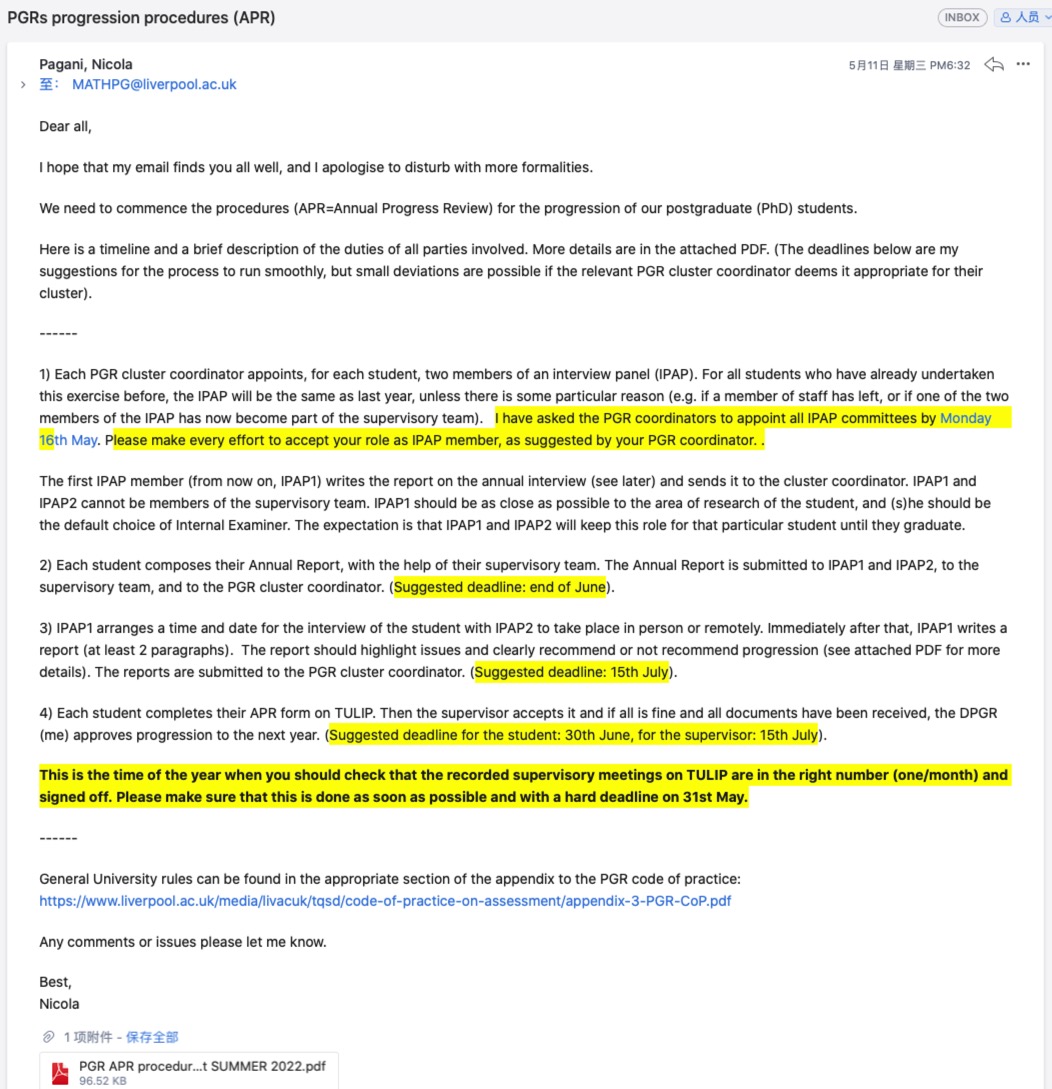 PGRs progression procedures (APR)
INBOX
人员
Pagani, Nicola
5月11日 星期三 PM6:32
至： MATHPG@liverpool.ac.uk
Dear all,
I hope that my email finds you all well, and I apologise to disturb with more formalities.
We need to commence the procedures (APR=Annual Progress Review) for the progression of our postgraduate (PhD) students.
Here is a timeline and a brief description of the duties of all parties involved. More details are in the attached PDF. (The deadlines below are my
suggestions for the process to run smoothly, but small deviations are possible if the relevant PGR cluster coordinator deems it appropriate for their
cluster).
------
1) Each PGR cluster coordinator appoints, for each student, two members of an interview panel (IPAP). For all students who have already undertaken
this exercise before, the IPAP will be the same as last year, unless there is some particular reason (e.g. if a member of staff has left, or if one of the two
members of the IPAP has now become part of the supervisory team). I have asked the PGR coordinators to appoint all IPAP committees by Monday
16th May. Please make every effort to accept your role as IPAP member, as suggested by your PGR coordinator. .
The first IPAP member (from now on, IPAP1) writes the report on the annual interview (see later) and sends it to the cluster coordinator. IPAP1 and
IPAP2 cannot be members of the supervisory team. IPAP1 should be as close as possible to the area of research of the student, and (s)he should be
the default choice of Internal Examiner. The expectation is that IPAP1 and IPAP2 will keep this role for that particular student until they graduate.
2) Each student composes their Annual Report, with the help of their supervisory team. The Annual Report is submitted to IPAP1 and IPAP2, to the
supervisory team, and to the PGR cluster coordinator. (Suggested deadline: end of June).
3) IPAP1 arranges a time and date for the interview of the student with IPAP2 to take place in person or remotely. Immediately after that, IPAP1 writes a
report (at least 2 paragraphs). The report should highlight issues and clearly recommend or not recommend progression (see attached PDF for more
details). The reports are submitted to the PGR cluster coordinator. (Suggested deadline: 15th July).
4) Each student completes their APR form on TULIP. Then the supervisor accepts it and if all is fine and all documents have been received, the DPGR
(me) approves progression to the next year. (Suggested deadline for the student: 30th June, for the supervisor: 15th July).
This is the time of the year when you should check that the recorded supervisory meetings on TULIP are in the right number (one/month) and
signed off. Please make sure that this is done as soon as possible and with a hard deadline on 31st May.
------
General University rules can be found in the appropriate section of the appendix to the PGR code of practice:
https://www.liverpool.ac.uk/media/livacuk/tqsd/code-of-practice-on-assessment/appendix-3-PGR-CoP.pdf
Any comments or issues please let me know.
Best,
Nicola
1 项附件 - 保存全部
PGR APR procedur...t SUMMER 2022.pdf
96.52 KB